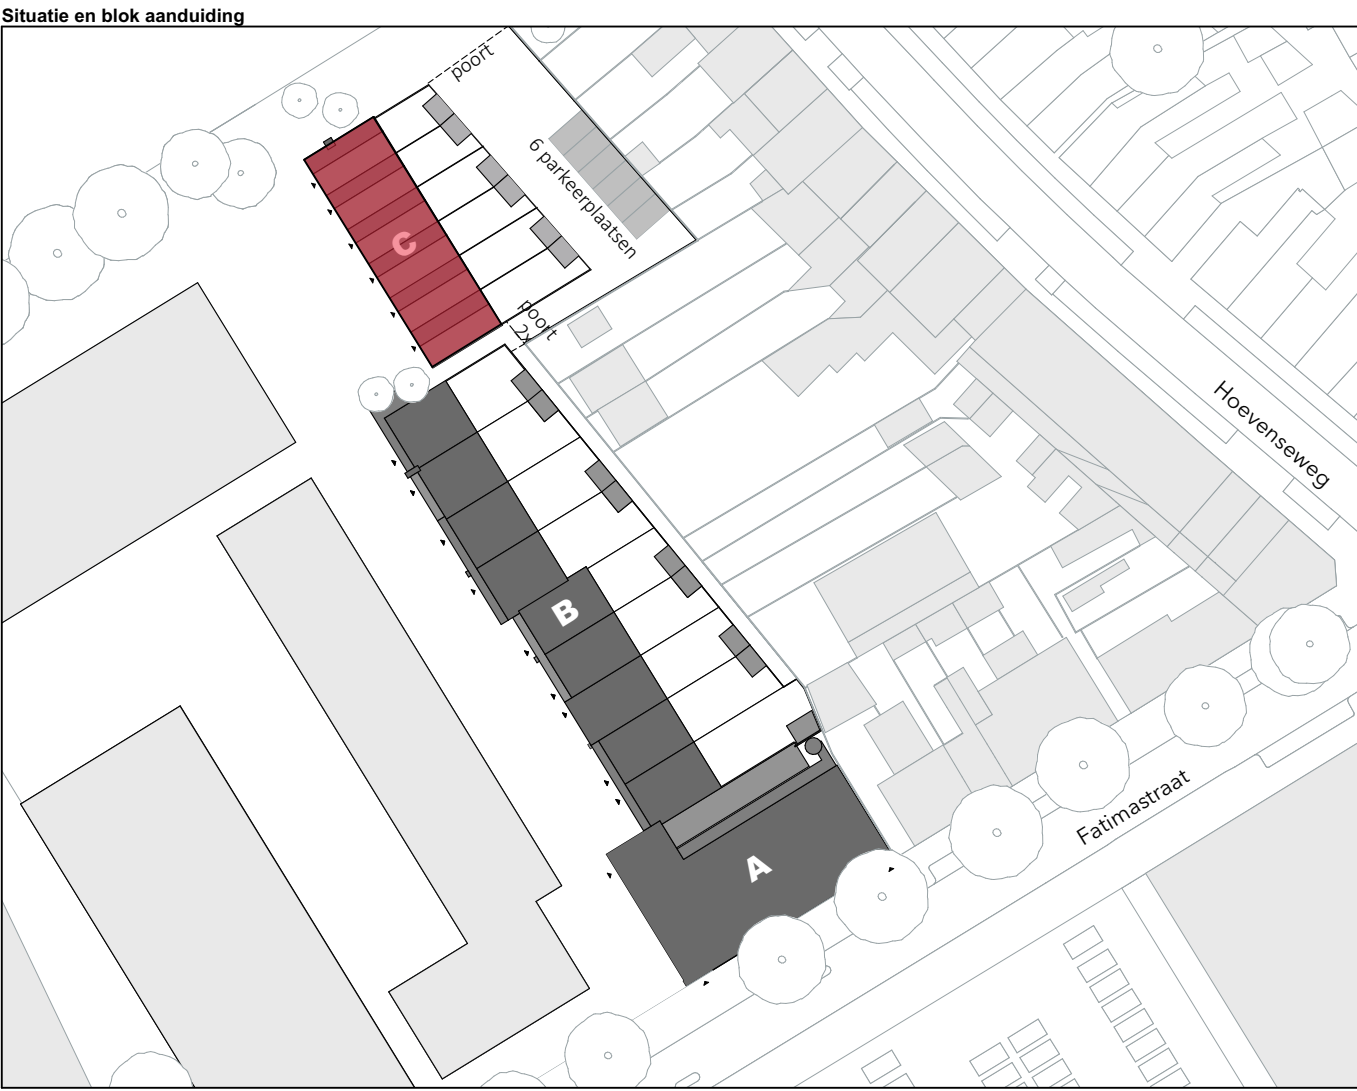 Situatie en blok aanduiding
poort
6 parkeerplaatsen
C
poort
2x
Hoevenseweg
B
Fatimastraat
A